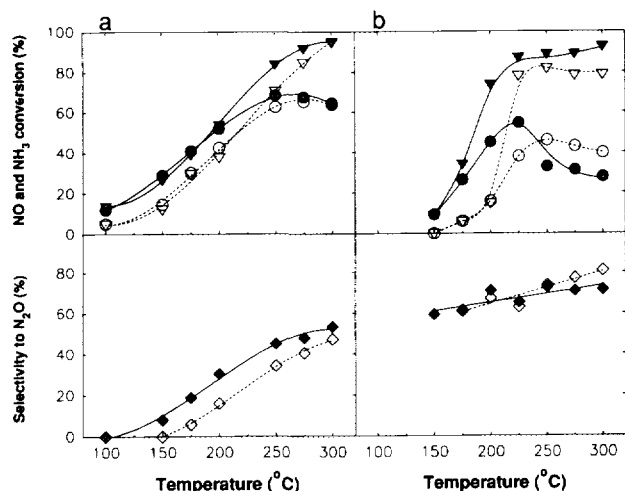 a
b
NO and NH₃ conversion (%)
100
80
60
40
20
0
Selectivity to N₂O (%)
80
60
40
20
0
100 150 200 250 300
100 150 200 250 300
Temperature (°C)
Temperature (°C)